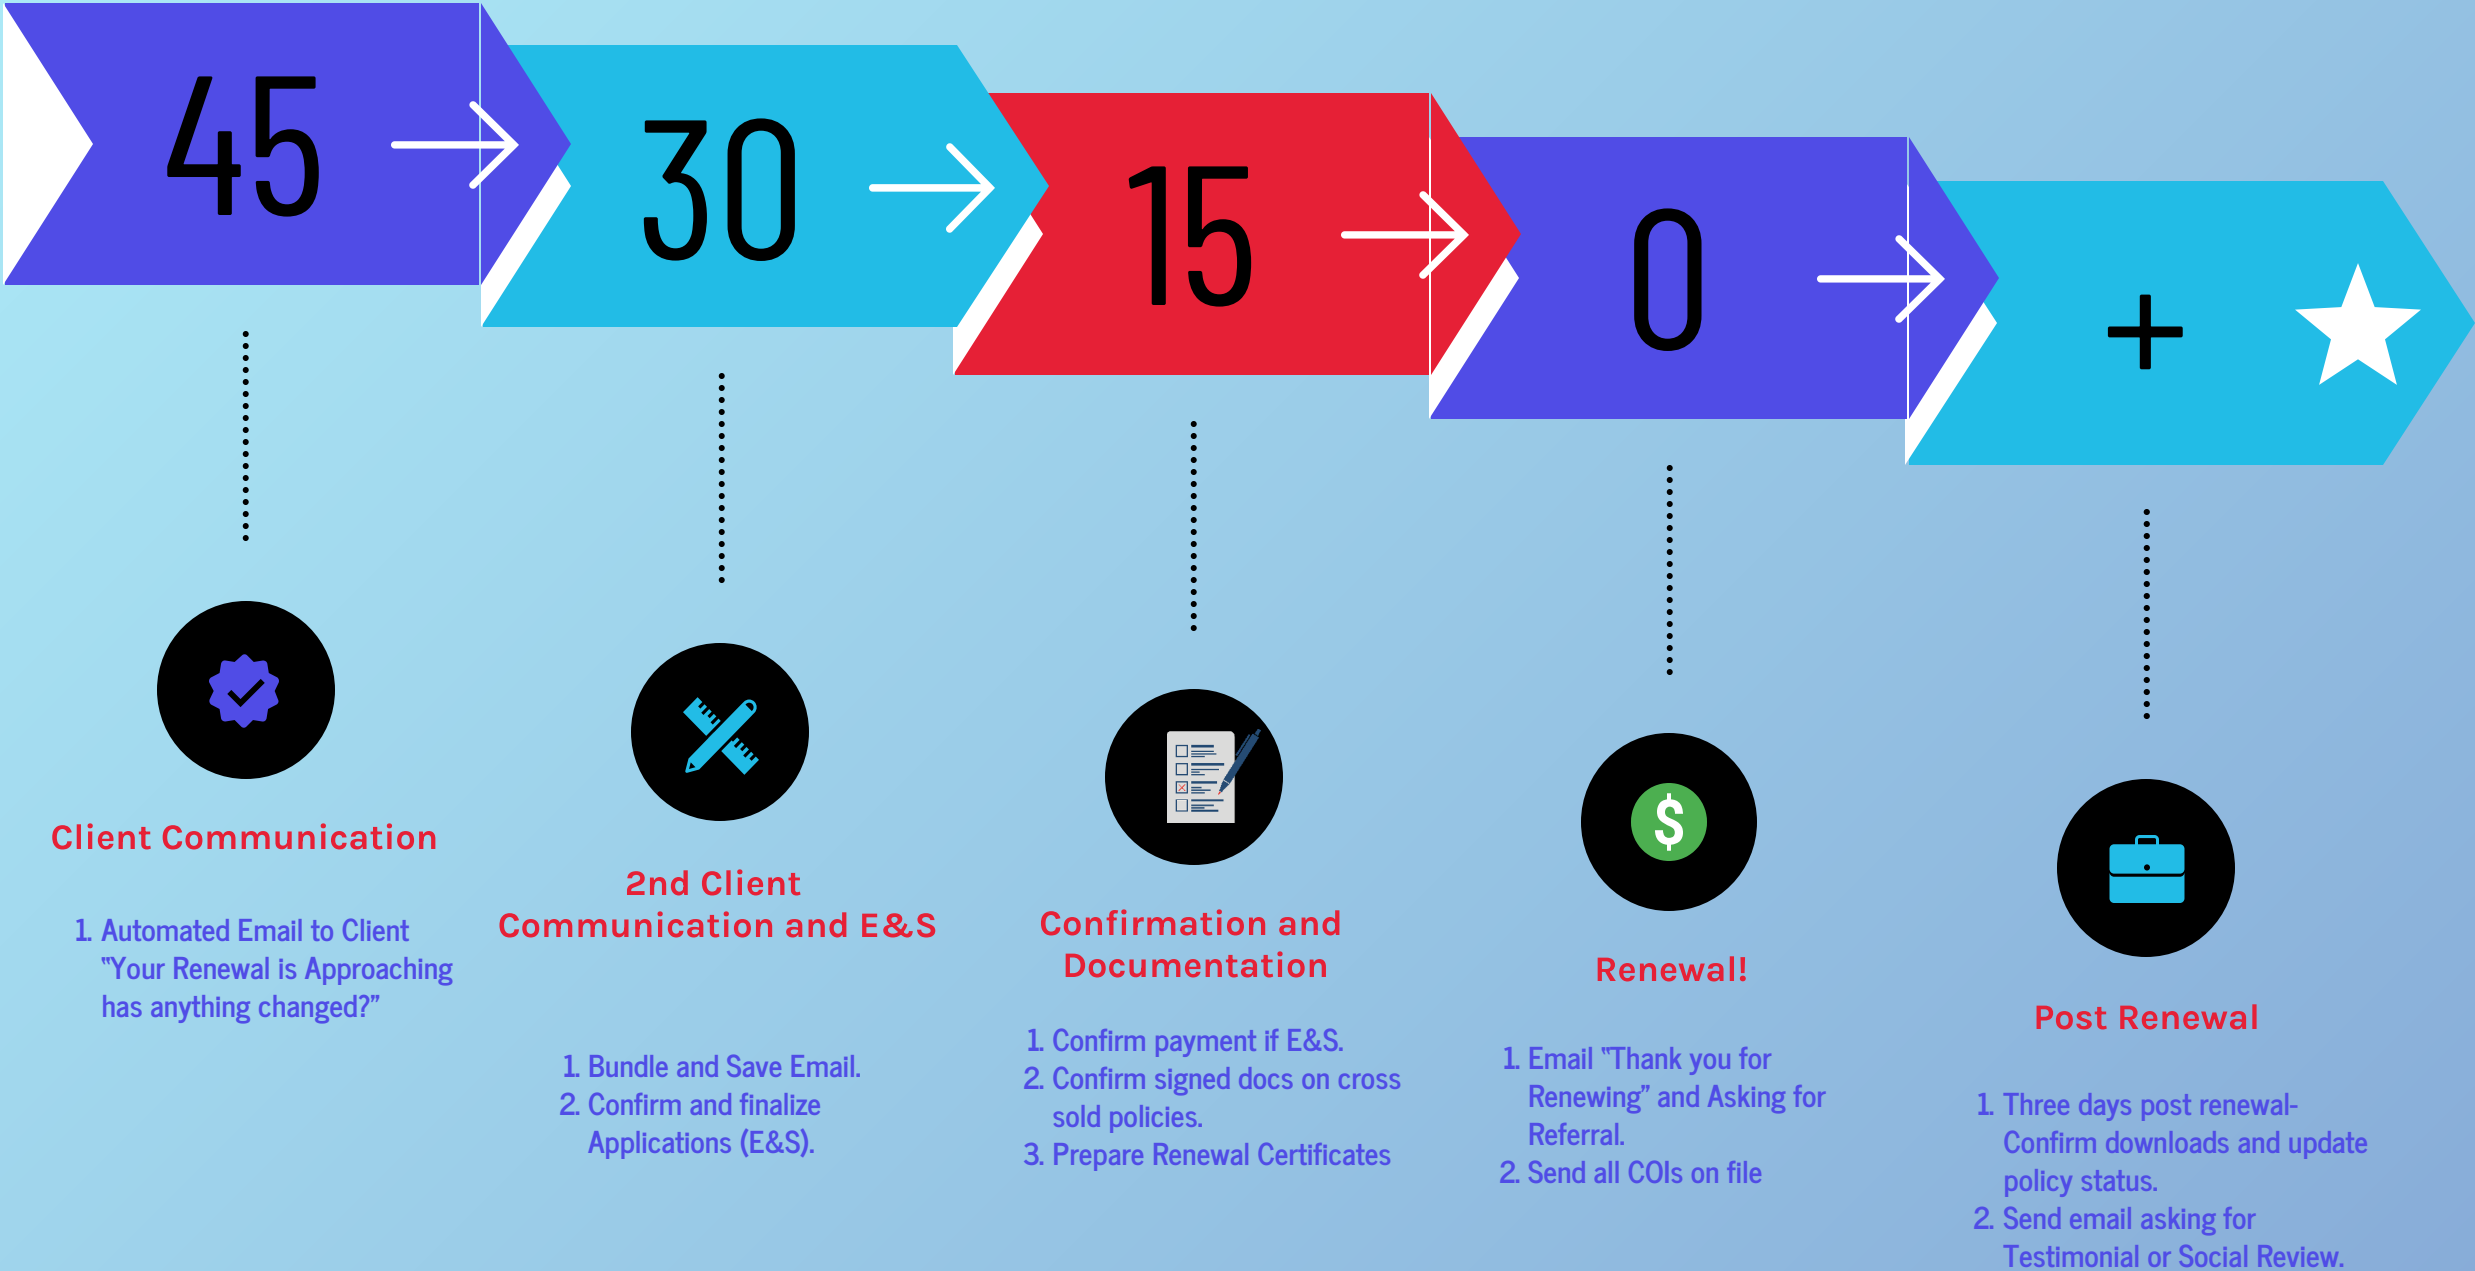 45
30
15
0
+
Client Communication
1. Automated Email to Client
"Your Renewal is Approaching
has anything changed?"
2nd Client
Communication and E&S
1. Bundle and Save Email.
2. Confirm and finalize
Applications (E&S).
Confirmation and
Documentation
1. Confirm payment if E&S.
2. Confirm signed docs on cross
sold policies.
3. Prepare Renewal Certificates
$
Renewal!
1. Email "Thank you for
Renewing" and Asking for
Referral.
2. Send all COIs on file
Post Renewal
1. Three days post renewal-
Confirm downloads and update
policy status.
2. Send email asking for
Testimonial or Social Review.